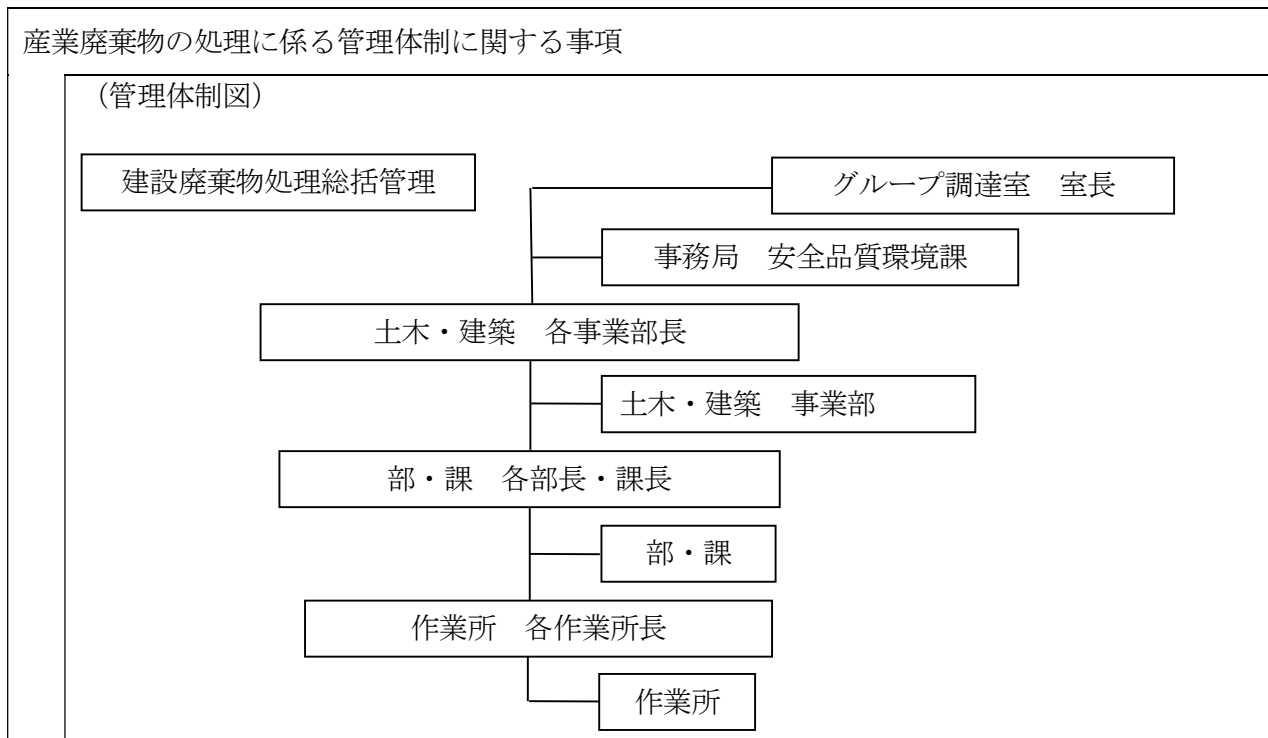 産業廃棄物の処理に係る管理体制に関する事項
（管理体制図）
建設廃棄物処理総括管理
グループ調達室　室長
事務局　安全品質環境課
土木・建築　各事業部長
土木・建築　事業部
部・課　各部長・課長
部・課
作業所　各作業所長
作業所